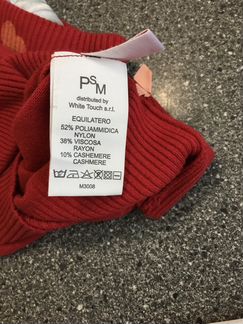 PSM
distributed by
White Touch s.r.l.
EQUILATERO
52% POLIAMMIDICA
NYLON
38% VISCOSA
RAYON
10% CASHEMERE
CASHMERE
M3008